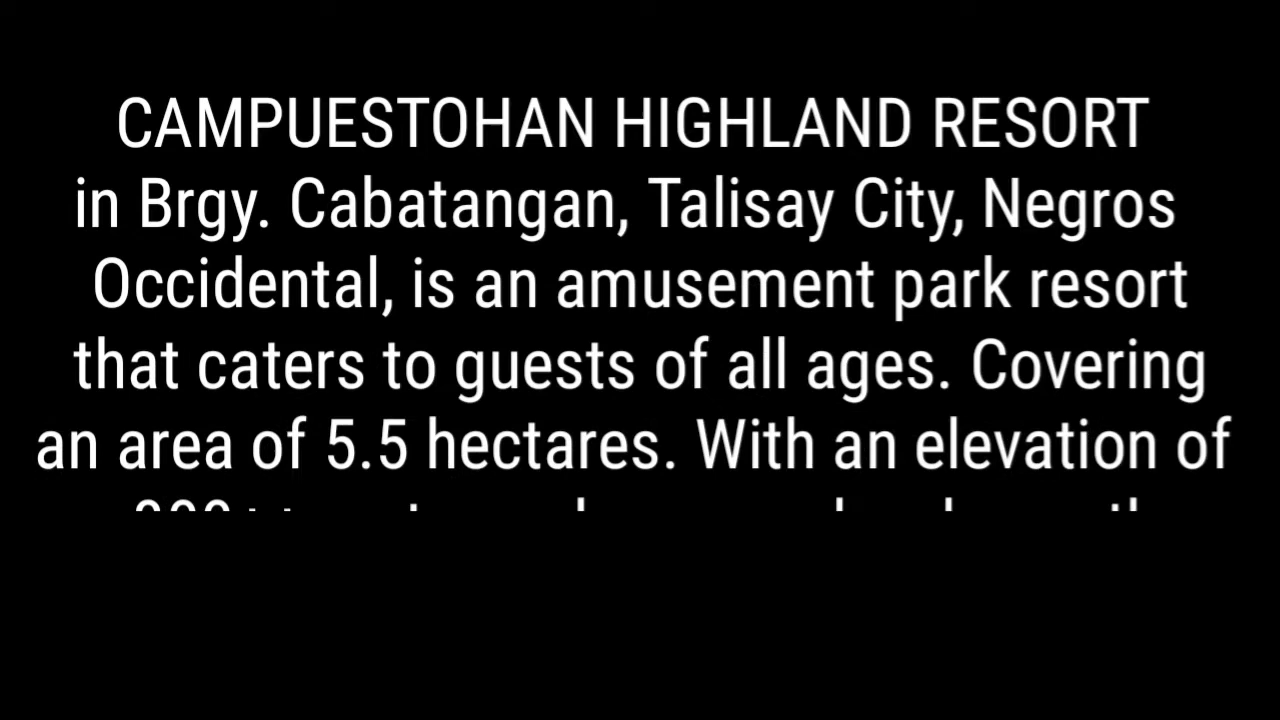 CAMPUESTOHAN HIGHLAND RESORT
in Brgy. Cabatangan, Talisay City, Negros
Occidental, is an amusement park resort
that caters to guests of all ages. Covering
an area of 5.5 hectares. With an elevation of